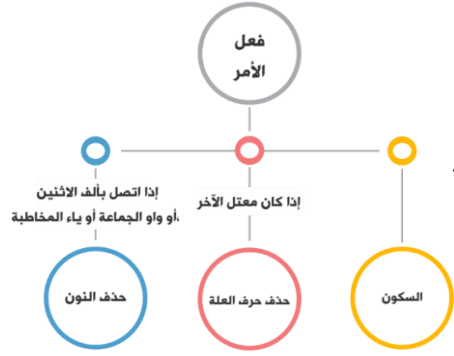 فعل
الأمر
إذا كان معتل الآخر
إذا اتصل بألف الاثنين
أو واو الجماعة أو ياء المخاطبة،
السكون
حذف حرف العلة
حذف النون